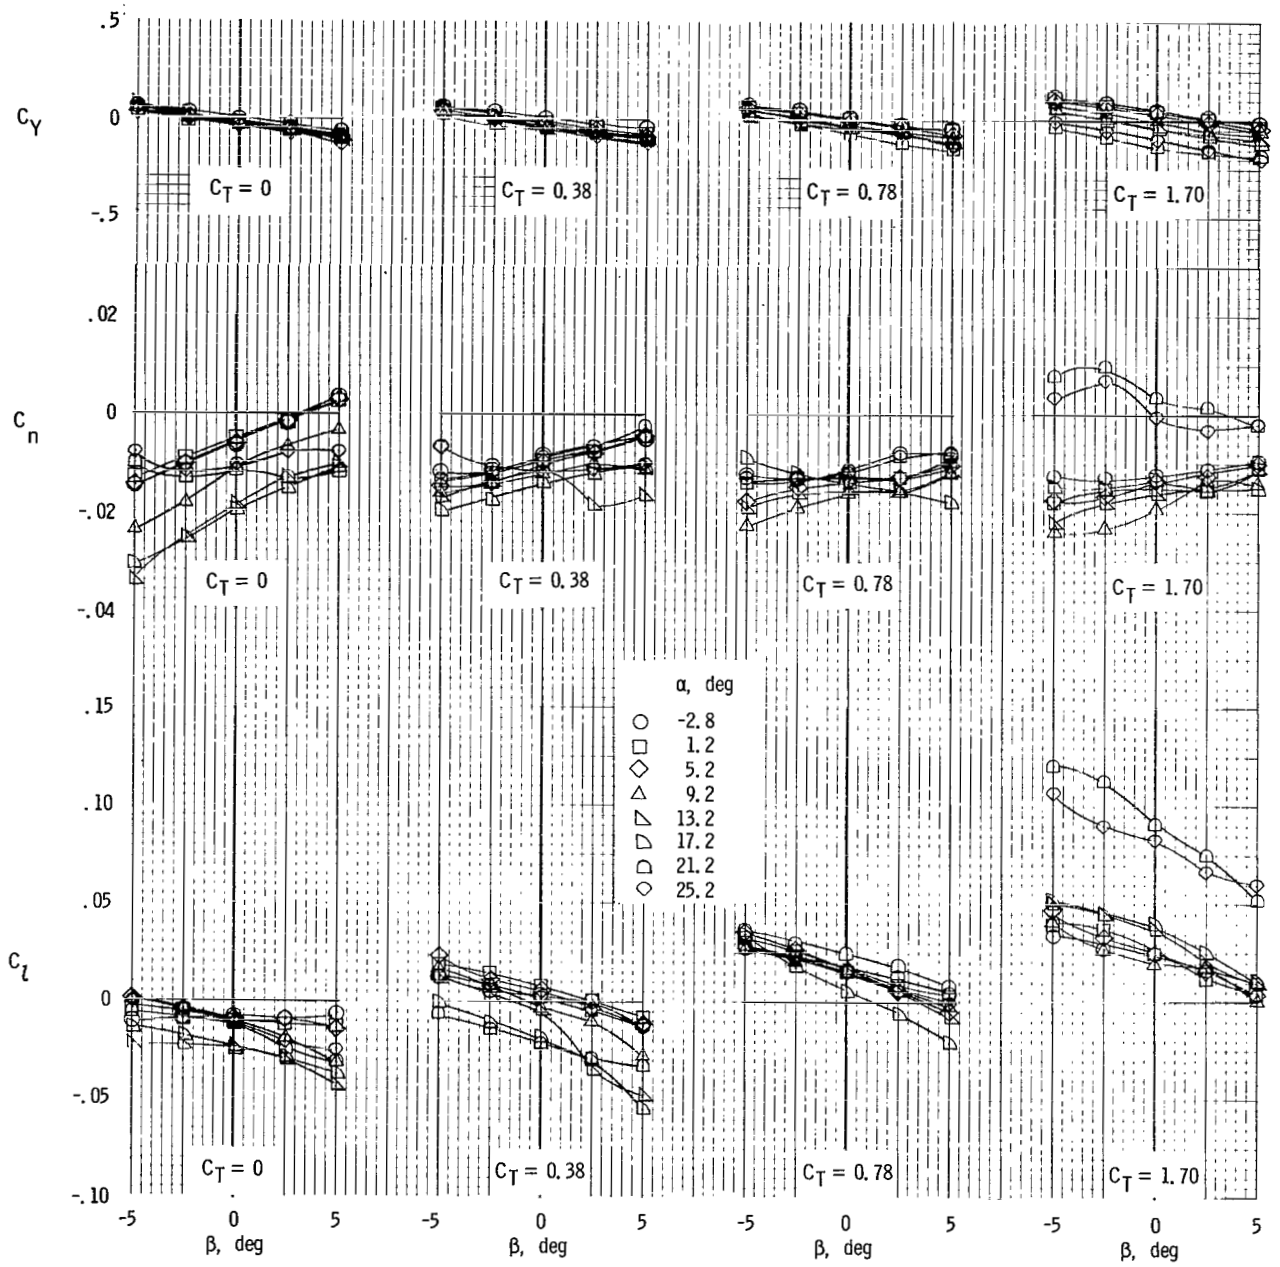 .5
C_Y
0
C_T = 0
C_T = 0.38
C_T = 0.78
C_T = 1.70
-.5
.02
C_n
0
-.02
C_T = 0
C_T = 0.38
C_T = 0.78
C_T = 1.70
-.04
α, deg
-2.8
1.2
5.2
9.2
13.2
17.2
21.2
25.2
.15
.10
.05
C_l
0
-.05
C_T = 0
C_T = 0.38
C_T = 0.78
C_T = 1.70
-.10
-5 0 5 -5 0 5 -5 0 5 -5 0 5
β, deg β, deg β, deg β, deg